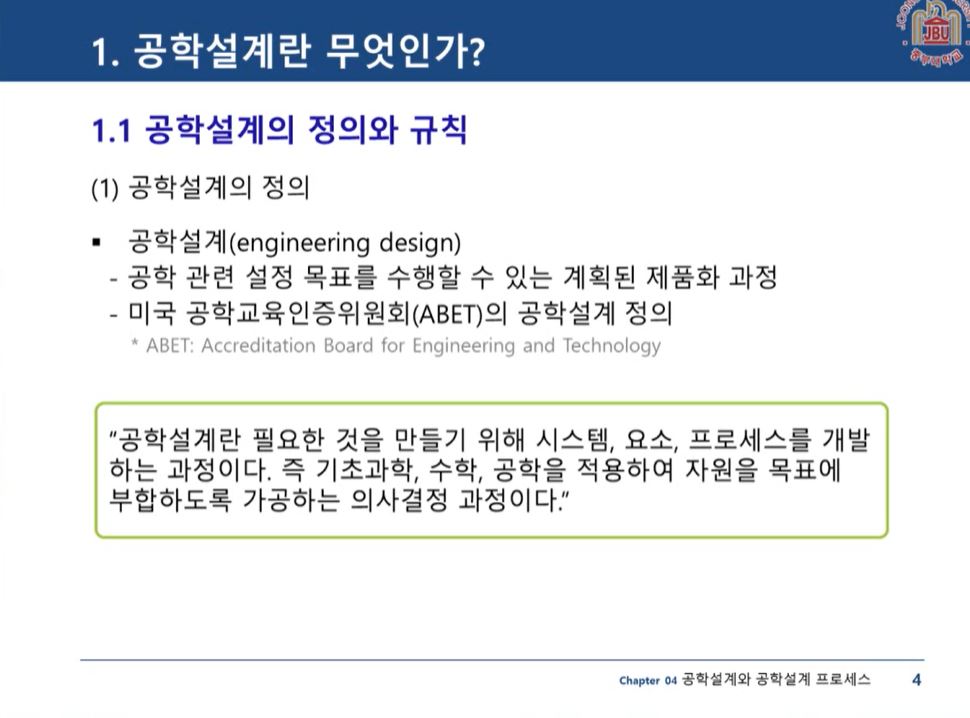 1. 공학설계란 무엇인가?
JBU
중부대학교
1.1 공학설계의 정의와 규칙
(1) 공학설계의 정의
▪ 공학설계(engineering design)
- 공학 관련 설정 목표를 수행할 수 있는 계획된 제품화 과정
- 미국 공학교육인증위원회(ABET)의 공학설계 정의
* ABET: Accreditation Board for Engineering and Technology
“공학설계란 필요한 것을 만들기 위해 시스템, 요소, 프로세스를 개발
하는 과정이다. 즉 기초과학, 수학, 공학을 적용하여 자원을 목표에
부합하도록 가공하는 의사결정 과정이다.“
Chapter 04 공학설계와 공학설계 프로세스 4